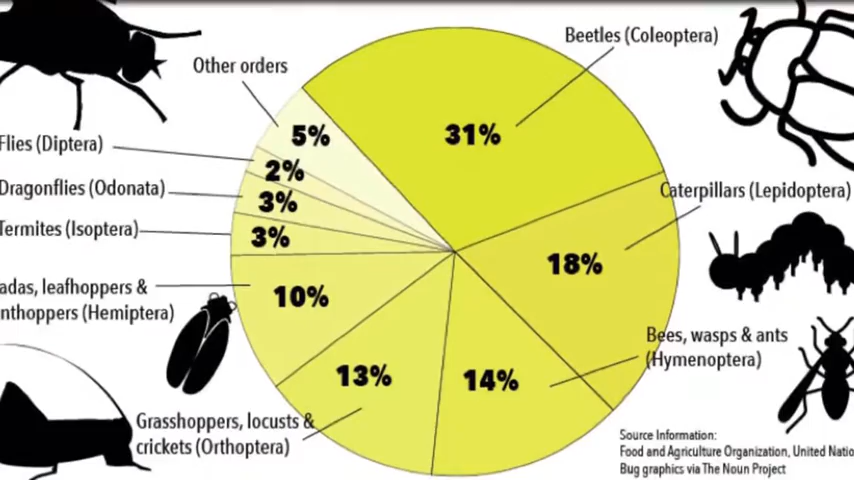 Beetles (Coleoptera)
Other orders
5%
31%
Flies (Diptera)
2%
Dragonflies (Odonata)
3%
Caterpillars (Lepidoptera)
Termites (Isoptera)
3%
18%
leafhoppers &
10%
(Hemiptera)
Bees, wasps & ants
(Hymenoptera)
13%
14%
Grasshoppers, locusts &
crickets (Orthoptera)
Source Information:
Food and Agriculture Organization, United
Bug graphics via The Noun Project